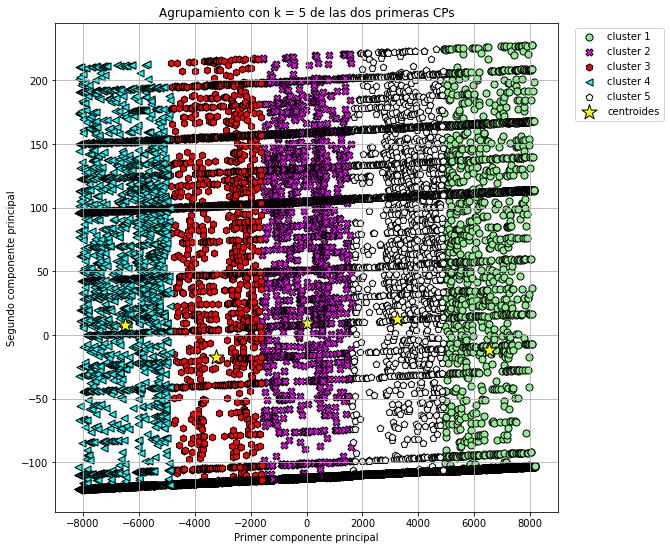 Agrupamiento con k = 5 de las dos primeras CPs
cluster 1
cluster 2
cluster 3
cluster 4
cluster 5
centroides
Segundo componente principal
200
150
100
50
0
−50
−100
−8000 −6000 −4000 −2000 0 2000 4000 6000 8000
Primer componente principal